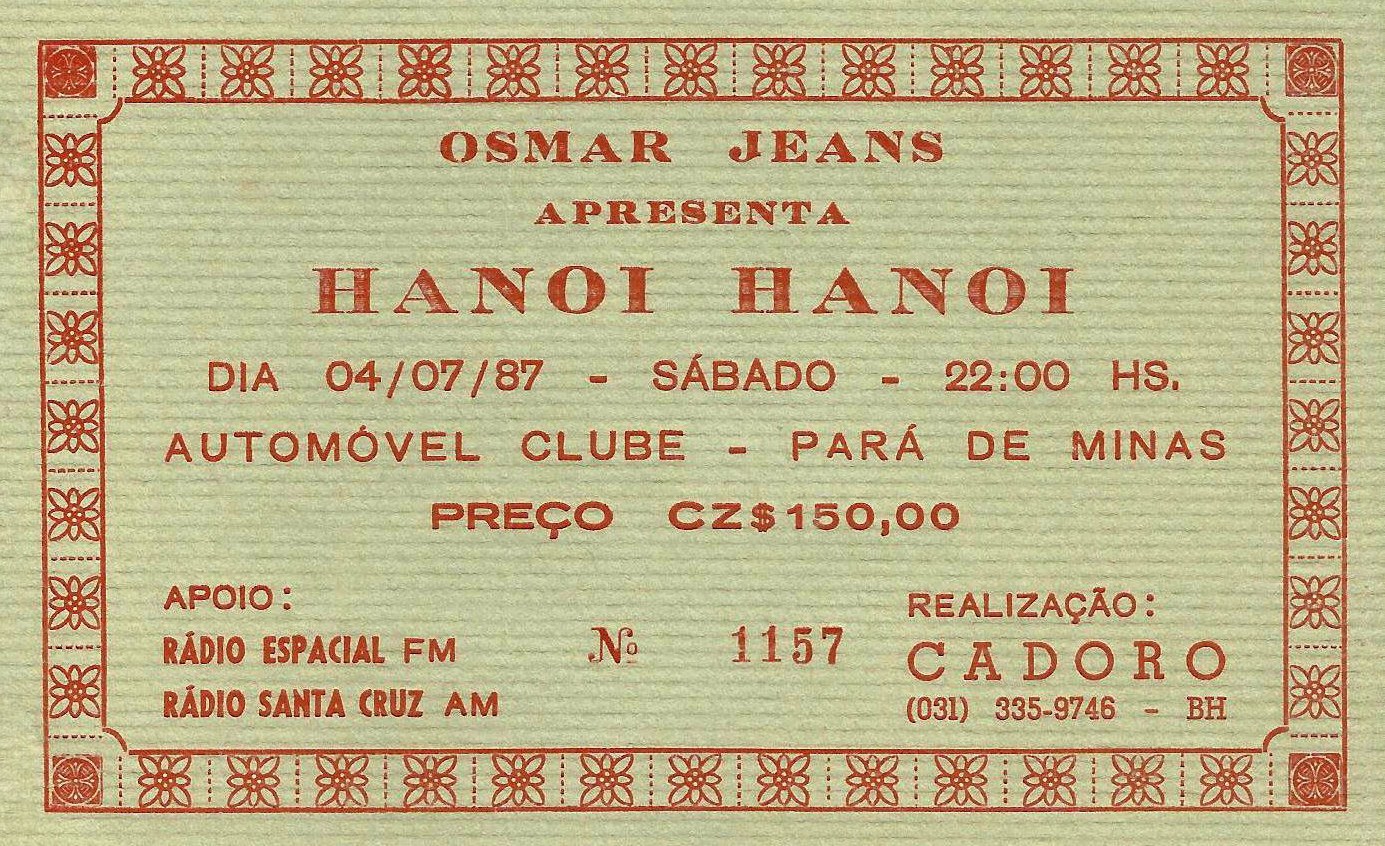 OSMAR JEANS
APRESENTA
HANOI HANOI
DIA 04/07/87 - SÁBADO - 22:00 HS.
AUTOMÓVEL CLUBE - PARÁ DE MINAS
PREÇO CZ$150,00
APOIO:
RÁDIO ESPACIAL FM
RÁDIO SANTA CRUZ AM
Nº 1157
REALIZAÇÃO:
CADORO
(031) 335-9746 - BH